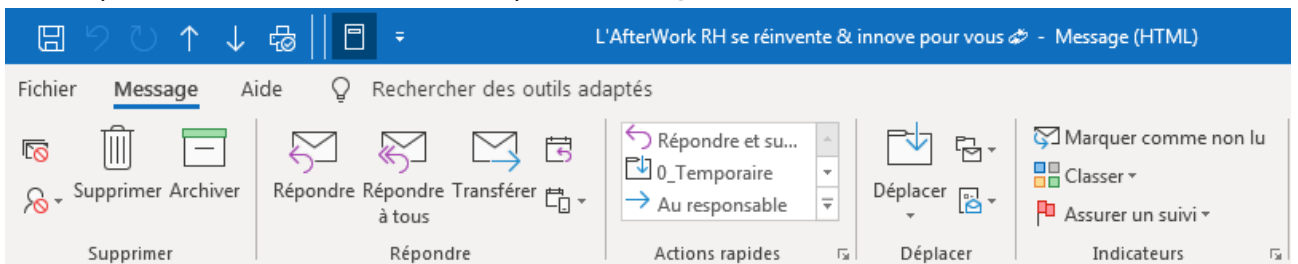 L'AfterWork RH se réinvente & innove pour vous - Message (HTML)
Fichier Message Aide Rechercher des outils adaptés
Supprimer Archiver
Répondre Répondre à tous Transférer
Répondre et su...
0_Temporaire
Au responsable
Déplacer
Marquer comme non lu
Classer
Assurer un suivi
Supprimer Répondre Actions rapides Déplacer Indicateurs